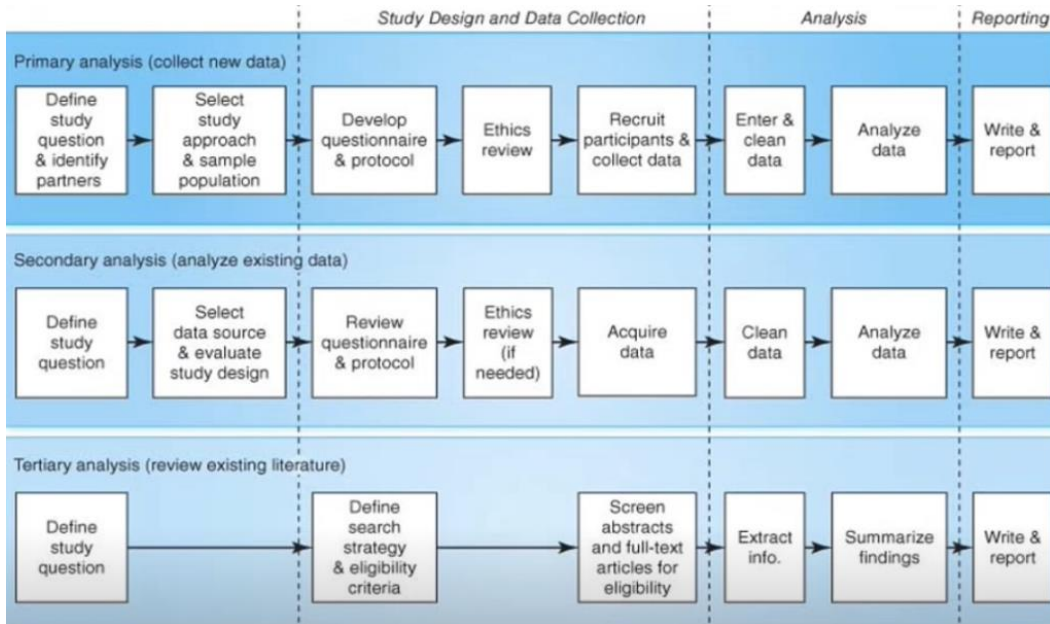 Study Design and Data Collection
Analysis
Reporting
Primary analysis (collect new data)
Define
study
question
& identify
partners
Select
study
approach
& sample
population
Develop
questionnaire
& protocol
Ethics
review
Recruit
participants &
collect data
Enter &
clean
data
Analyze
data
Write &
report
Secondary analysis (analyze existing data)
Define
study
question
Select
data source
& evaluate
study design
Review
questionnaire
& protocol
Ethics
review
(if
needed)
Acquire
data
Clean
data
Analyze
data
Write &
report
Tertiary analysis (review existing literature)
Define
study
question
Define
search
strategy
& eligibility
criteria
Screen
abstracts
and full-text
articles for
eligibility
Extract
info.
Summarize
findings
Write &
report